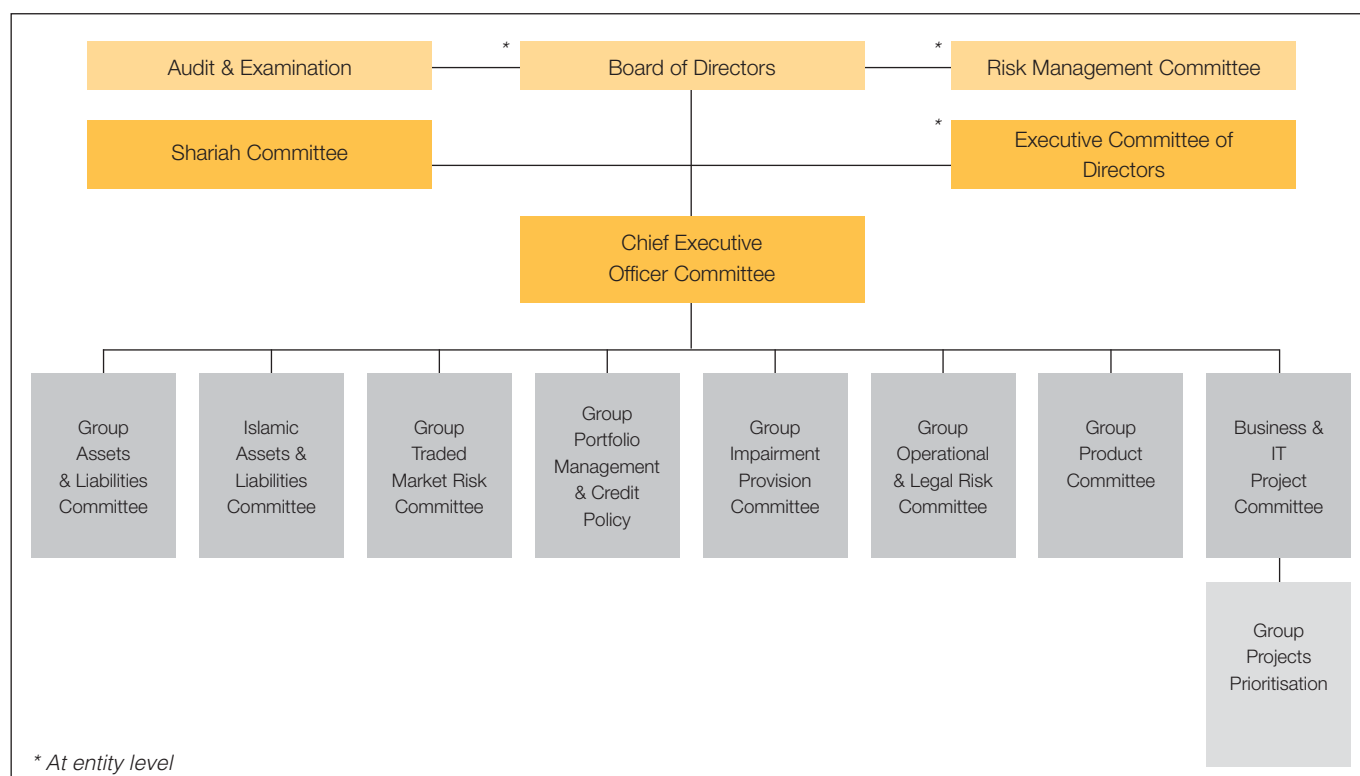 *
*
Audit & Examination
Board of Directors
Risk Management Committee
*
Shariah Committee
Executive Committee of
Directors
Chief Executive
Officer Committee
Group
Assets
& Liabilities
Committee
Islamic
Assets &
Liabilities
Committee
Group
Traded
Market Risk
Committee
Group
Portfolio
Management
& Credit
Policy
Group
Impairment
Provision
Committee
Group
Operational
& Legal Risk
Committee
Group
Product
Committee
Business &
IT
Project
Committee
Group
Projects
Prioritisation
* At entity level